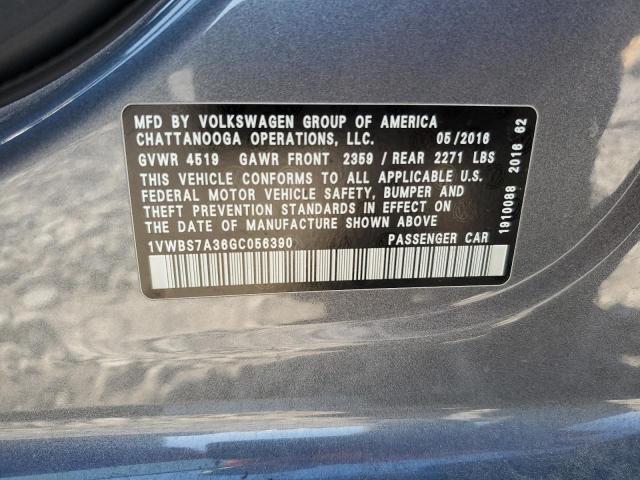 MFD BY VOLKSWAGEN GROUP OF AMERICA
CHATTANOOGA OPERATIONS, LLC. 05/2016
GVWR 4519 GAWR FRONT 2359 / REAR 2271 LBS
THIS VEHICLE CONFORMS TO ALL APPLICABLE U.S.
FEDERAL MOTOR VEHICLE SAFETY, BUMPER AND
THEFT PREVENTION STANDARDS IN EFFECT ON THE
DATE OF MANUFACTURE SHOWN ABOVE
1VWBS7A36GC056390 PASSENGER CAR
1910088 2016 62